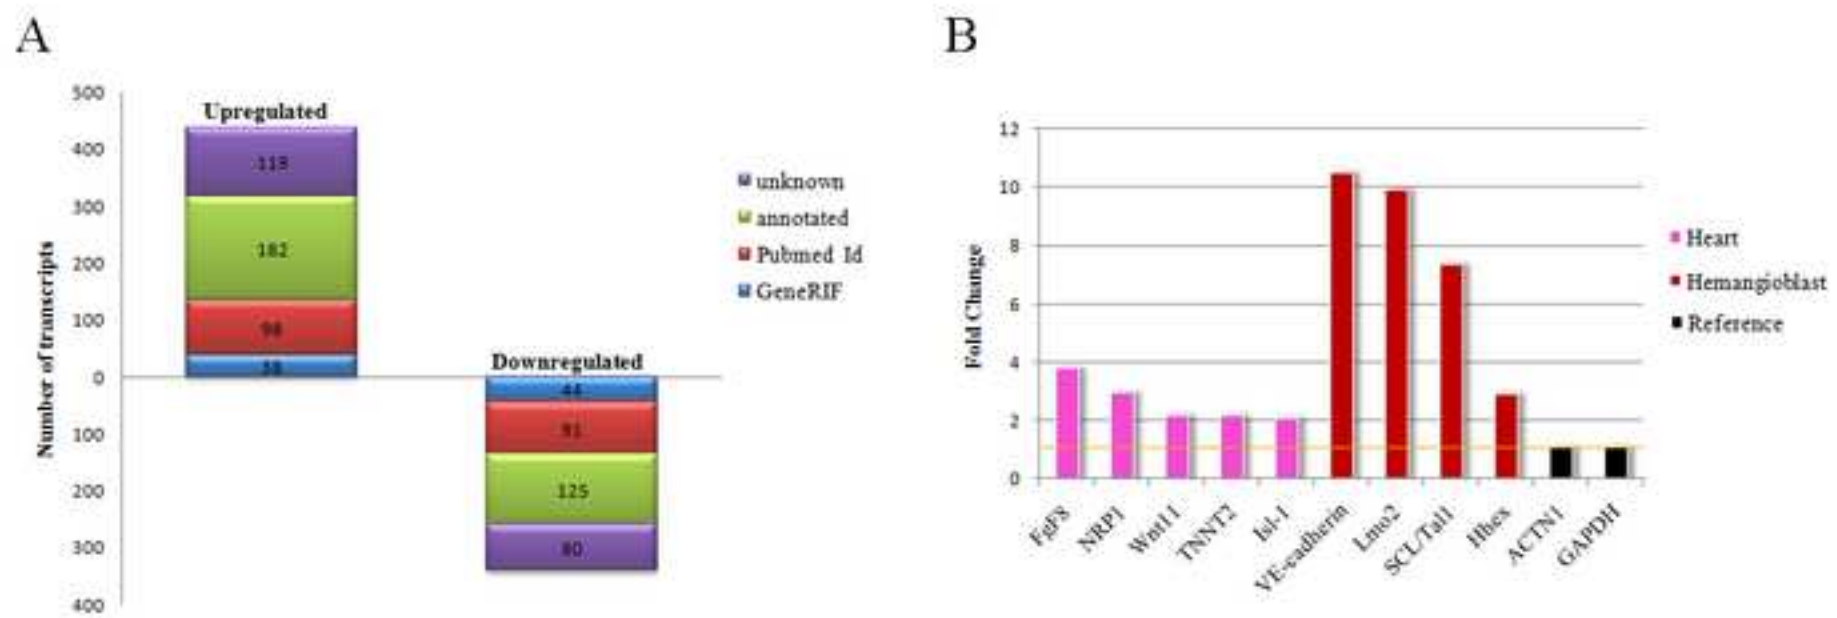 A
500
400
300
200
100
0
100
200
300
400
Number of transcripts
Upregulated
119
182
98
38
Downregulated
44
91
125
80
unknown
annotated
Pubmed Id
GeneRIF
B
12
10
8
6
4
2
0
Fold Change
FgF8
NRP1
Wnt11
TNNT2
Isl-1
VE-cadherin
Lmo2
SCL/Tal1
Hhex
ACTN1
GAPDH
Heart
Hemangioblast
Reference